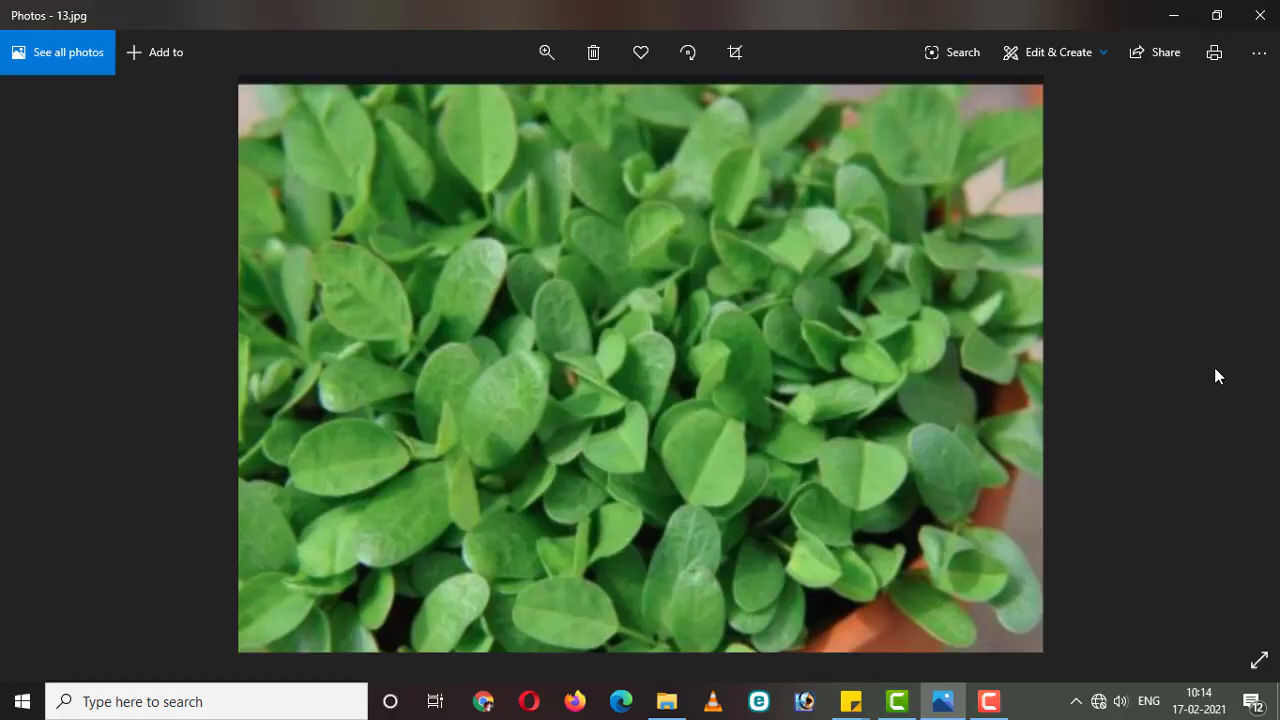 Photos - 13.jpg
See all photos
Add to
Search
Edit & Create
Share
Type here to search
ENG
10:14
17-02-2021
12